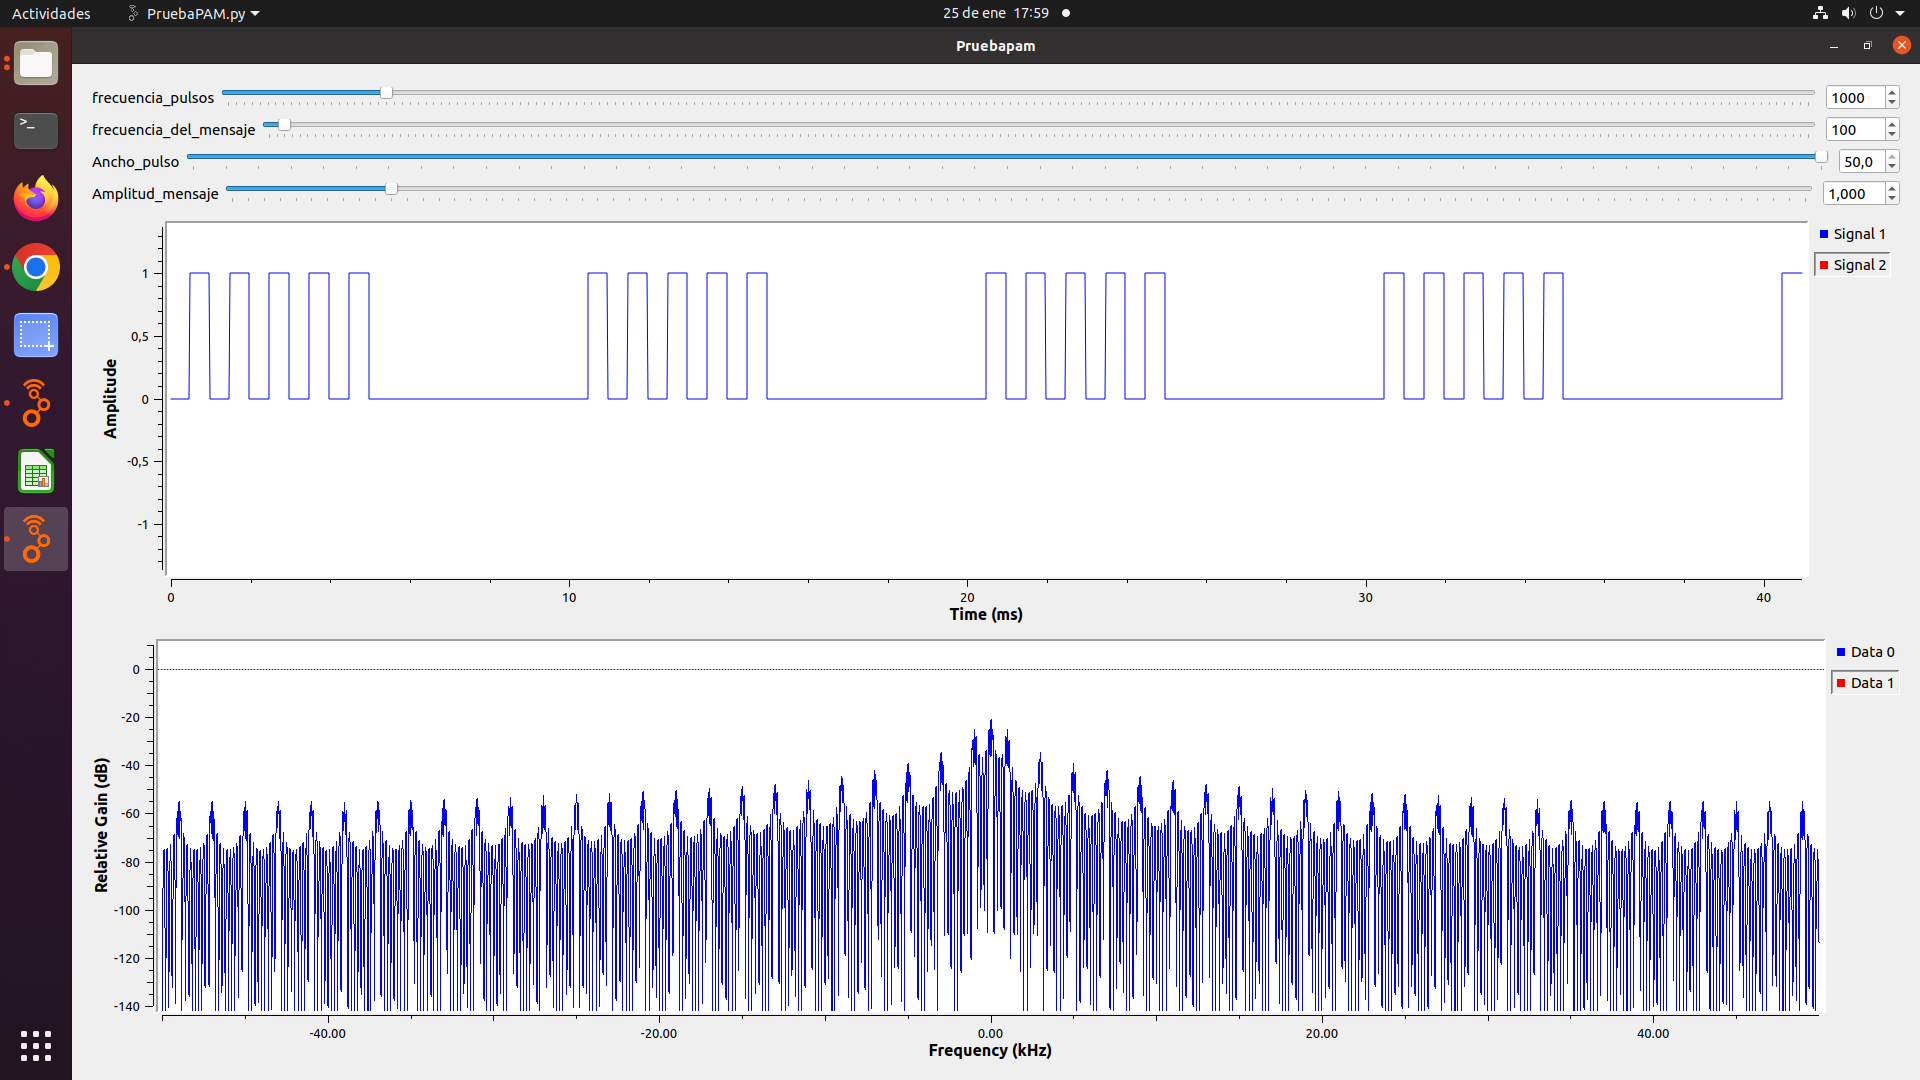 Actividades
PruebaPAM.py
25 de ene 17:59
Pruebapam
frecuencia_pulsos
1000
frecuencia_del_mensaje
100
Ancho_pulso
50,0
Amplitud_mensaje
1,000
Signal 1
Signal 2
Amplitude
1
0,5
0
-0,5
-1
0
10
20
30
40
Time (ms)
Data 0
Data 1
Relative Gain (dB)
0
-20
-40
-60
-80
-100
-120
-140
-40.00
-20.00
0.00
20.00
40.00
Frequency (kHz)